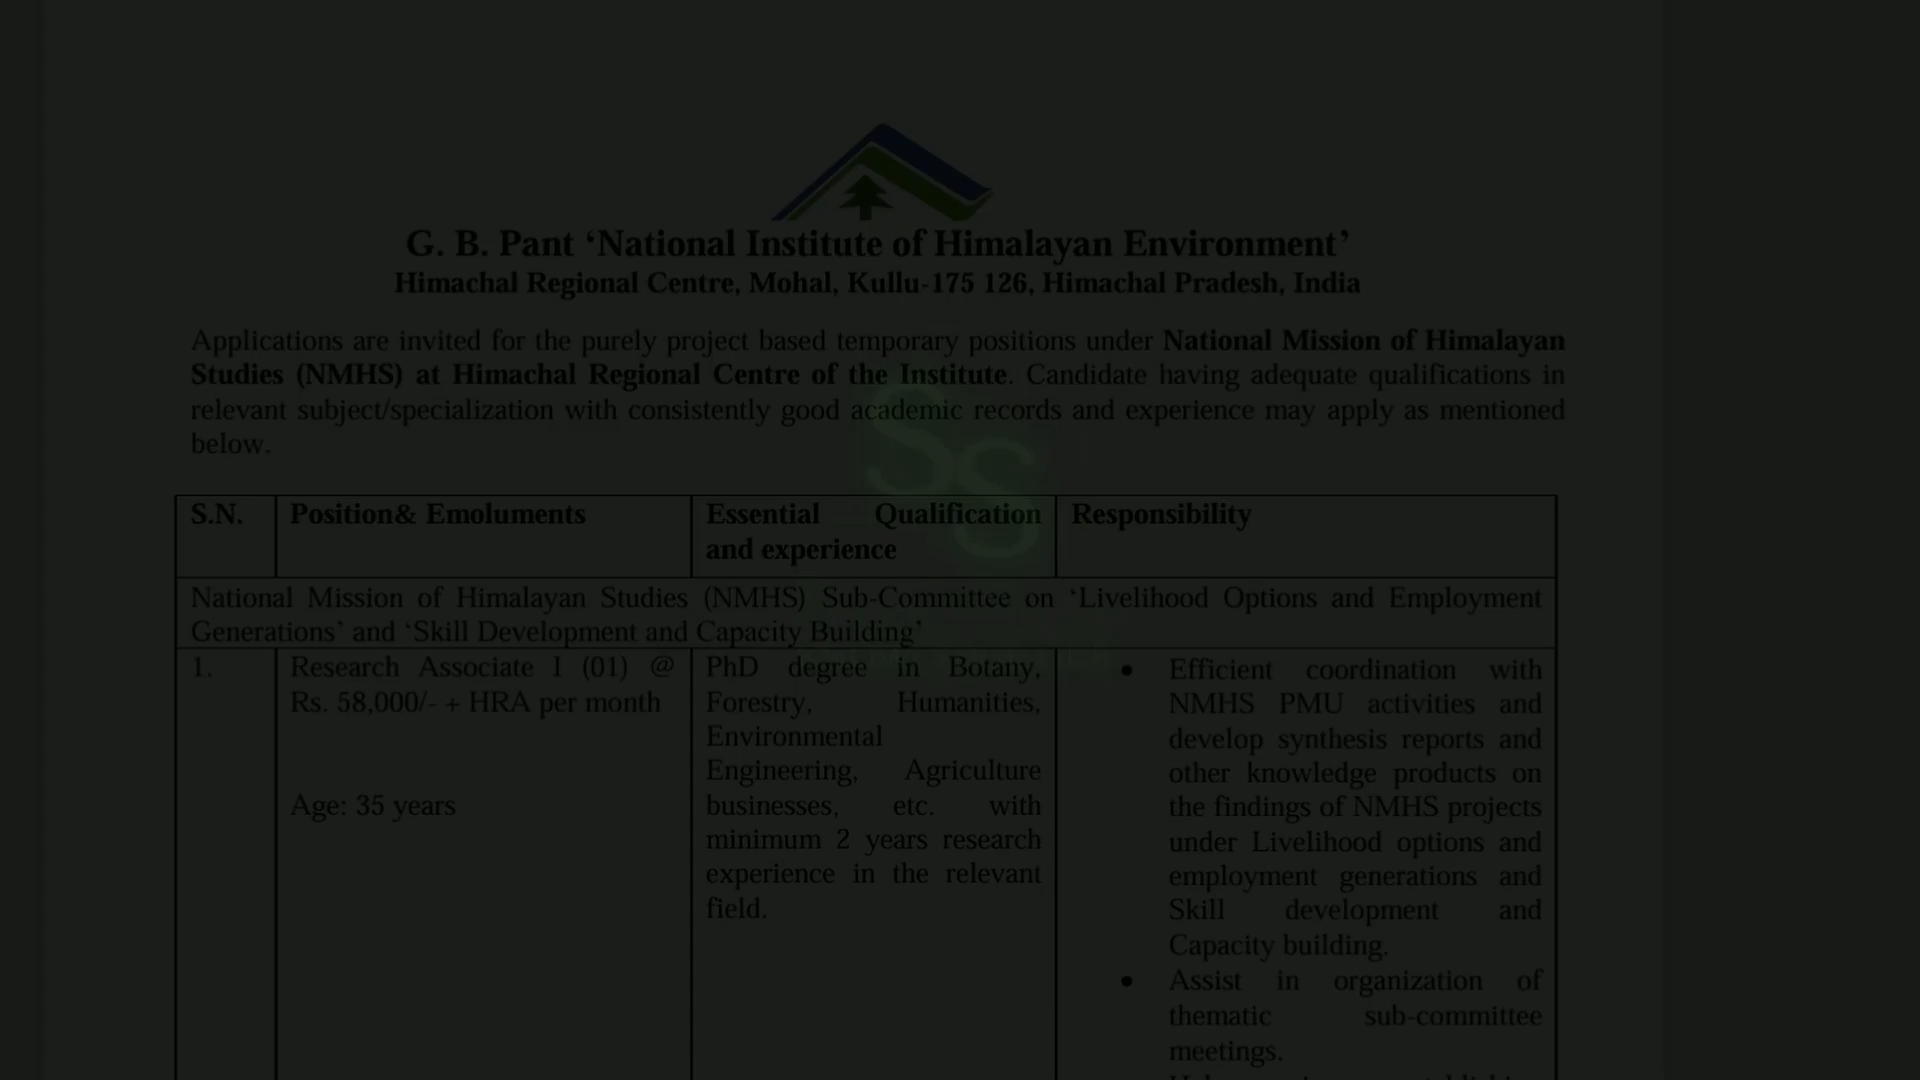 G. B. Pant ‘National Institute of Himalayan Environment’
Himachal Regional Centre, Mohal, Kullu-175 126, Himachal Pradesh, India
Applications are invited for the purely project based temporary positions under National Mission of Himalayan
Studies (NMHS) at Himachal Regional Centre of the Institute. Candidate having adequate qualifications in
relevant subject/specialization with consistently good academic records and experience may apply as mentioned
below.
S.N.
Position& Emoluments
Essential Qualification
and experience
Responsibility
National Mission of Himalayan Studies (NMHS) Sub-Committee on ‘Livelihood Options and Employment
Generations’ and ‘Skill Development and Capacity Building’
1.
Research Associate I (01) @
Rs. 58,000/- + HRA per month
Age: 35 years
PhD degree in Botany,
Forestry, Humanities,
Environmental
Engineering, Agriculture
businesses, etc. with
minimum 2 years research
experience in the relevant
field.
• Efficient coordination with
NMHS PMU activities and
develop synthesis reports and
other knowledge products on
the findings of NMHS projects
under Livelihood options and
employment generations and
Skill development and
Capacity building.
• Assist in organization of
thematic sub-committee
meetings.
SS